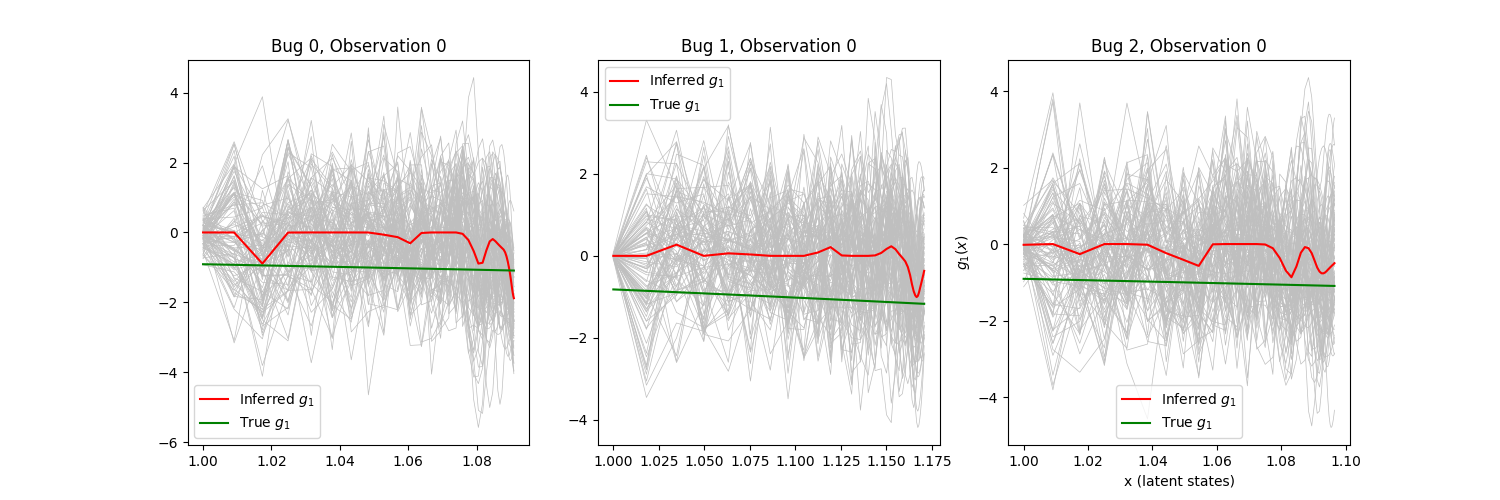 Bug 0, Observation 0
4
2
0
−2
−4
−6
Inferred g₁
True g₁
1.00 1.02 1.04 1.06 1.08
Bug 1, Observation 0
Inferred g₁
True g₁
4
2
0
−2
−4
1.000 1.025 1.050 1.075 1.100 1.125 1.150 1.175
Bug 2, Observation 0
g₁(x)
4
2
0
−2
−4
Inferred g₁
True g₁
1.00 1.02 1.04 1.06 1.08 1.10
x (latent states)